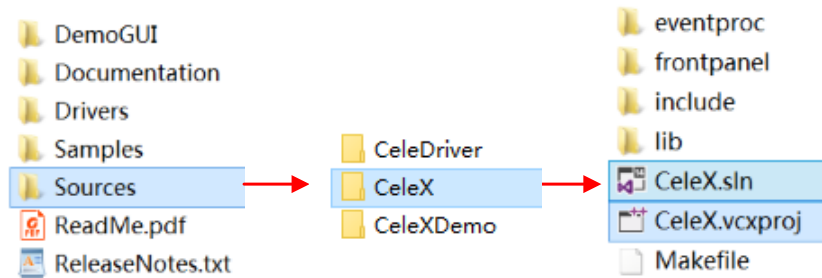 DemoGUI
Documentation
Drivers
Samples
Sources
ReadMe.pdf
ReleaseNotes.txt
CeleDriver
CeleX
CeleXDemo
eventproc
frontpanel
include
lib
CeleX.sln
CeleX.vcxproj
Makefile